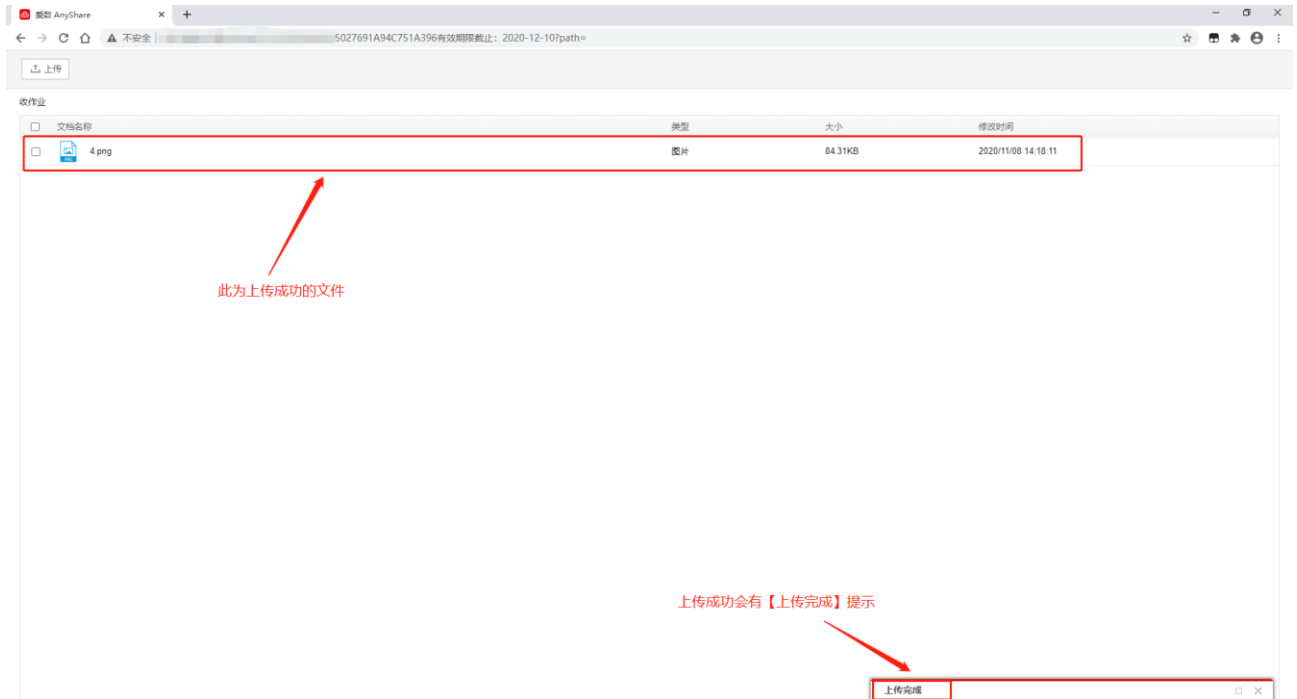 爱数 AnyShare
不安全 5027691A94C751A396有效期限截止：2020-12-10?path=
上传
收作业
文档名称 类型 大小 修改时间
4.png 图片 84.31KB 2020/11/08 14:18:11
此为上传成功的文件
上传成功会有【上传完成】提示
上传完成